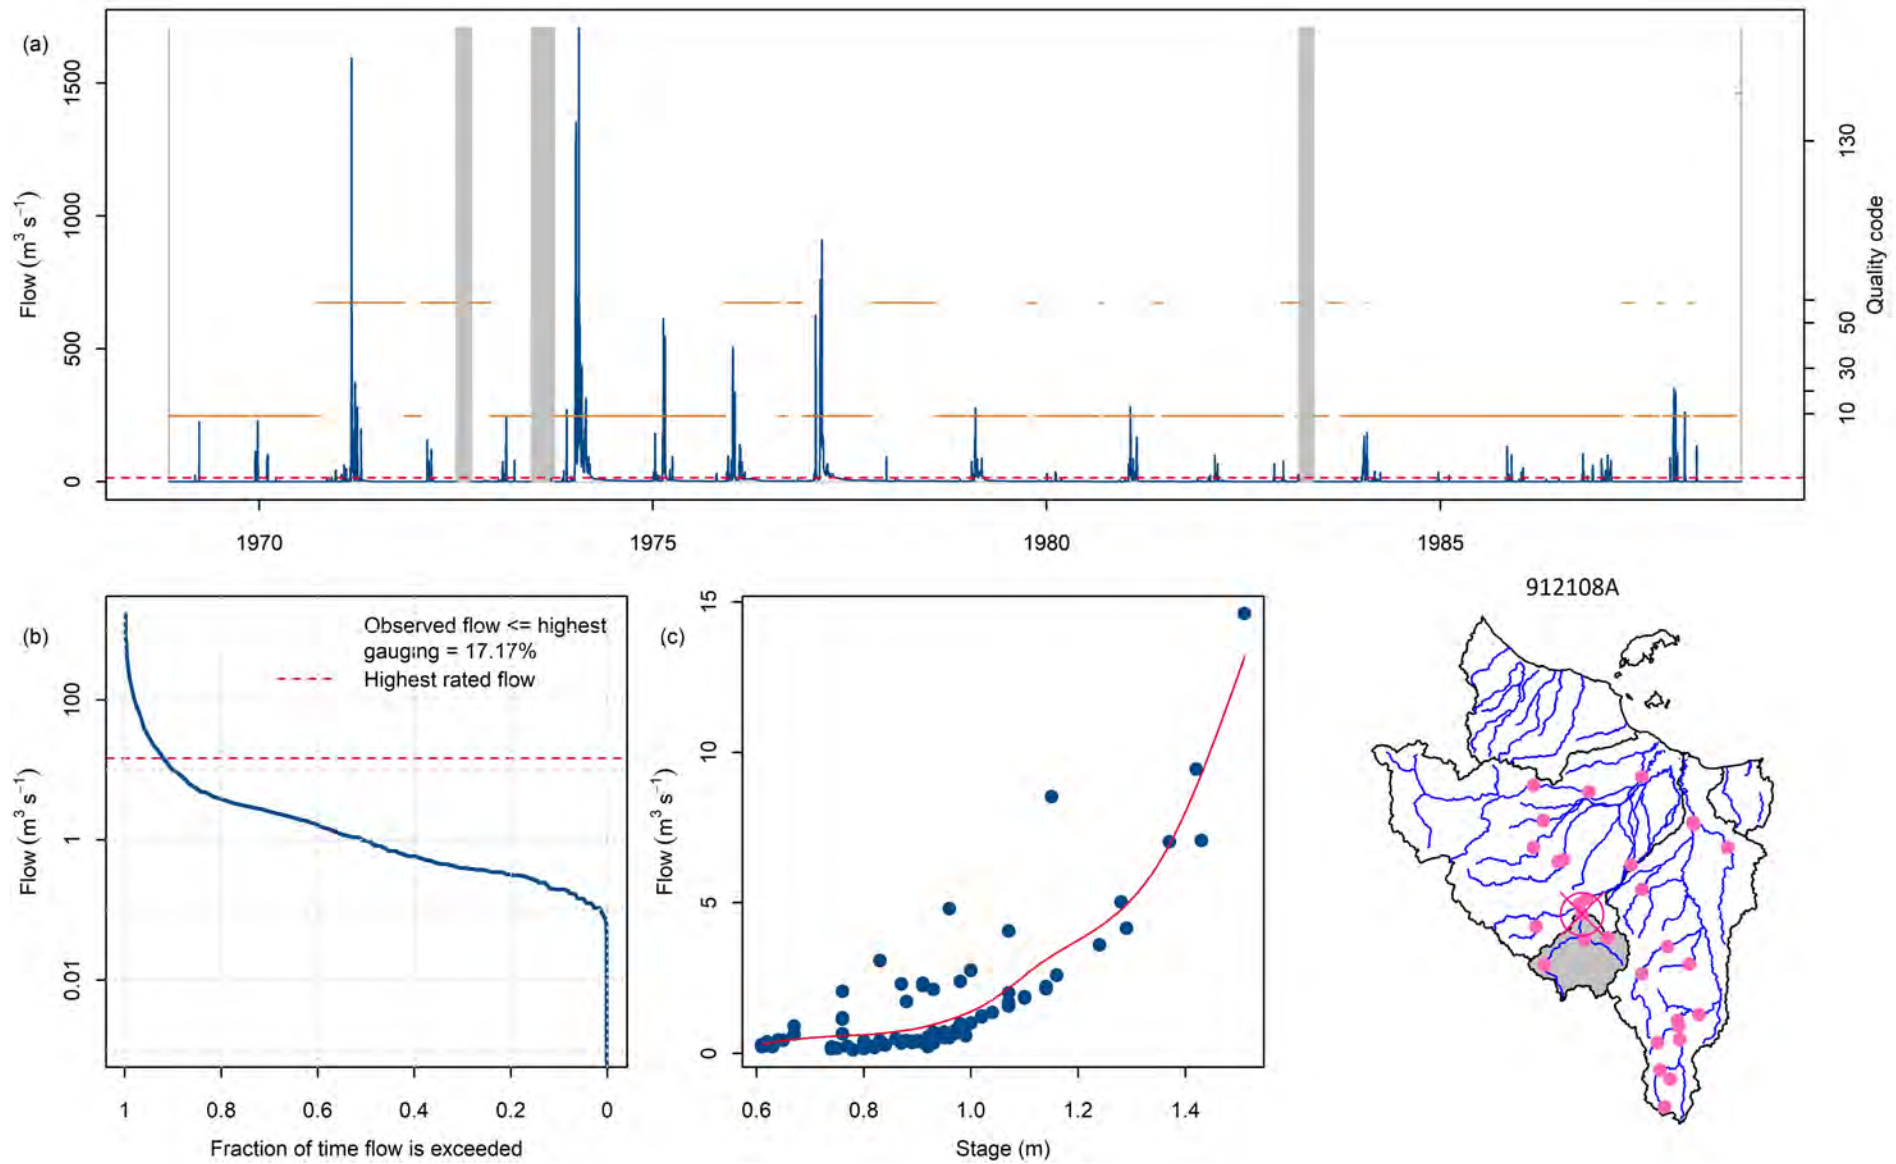 (a)
Flow (m³ s⁻¹)
0
500
1000
1500
Quality code
10
30
50
130
1970
1975
1980
1985
(b)
Flow (m³ s⁻¹)
0.01
1
100
Observed flow <= highest
gauging = 17.17%
Highest rated flow
1
0.8
0.6
0.4
0.2
0
Fraction of time flow is exceeded
(c)
Flow (m³ s⁻¹)
0
5
10
15
0.6
0.8
1.0
1.2
1.4
Stage (m)
912108A